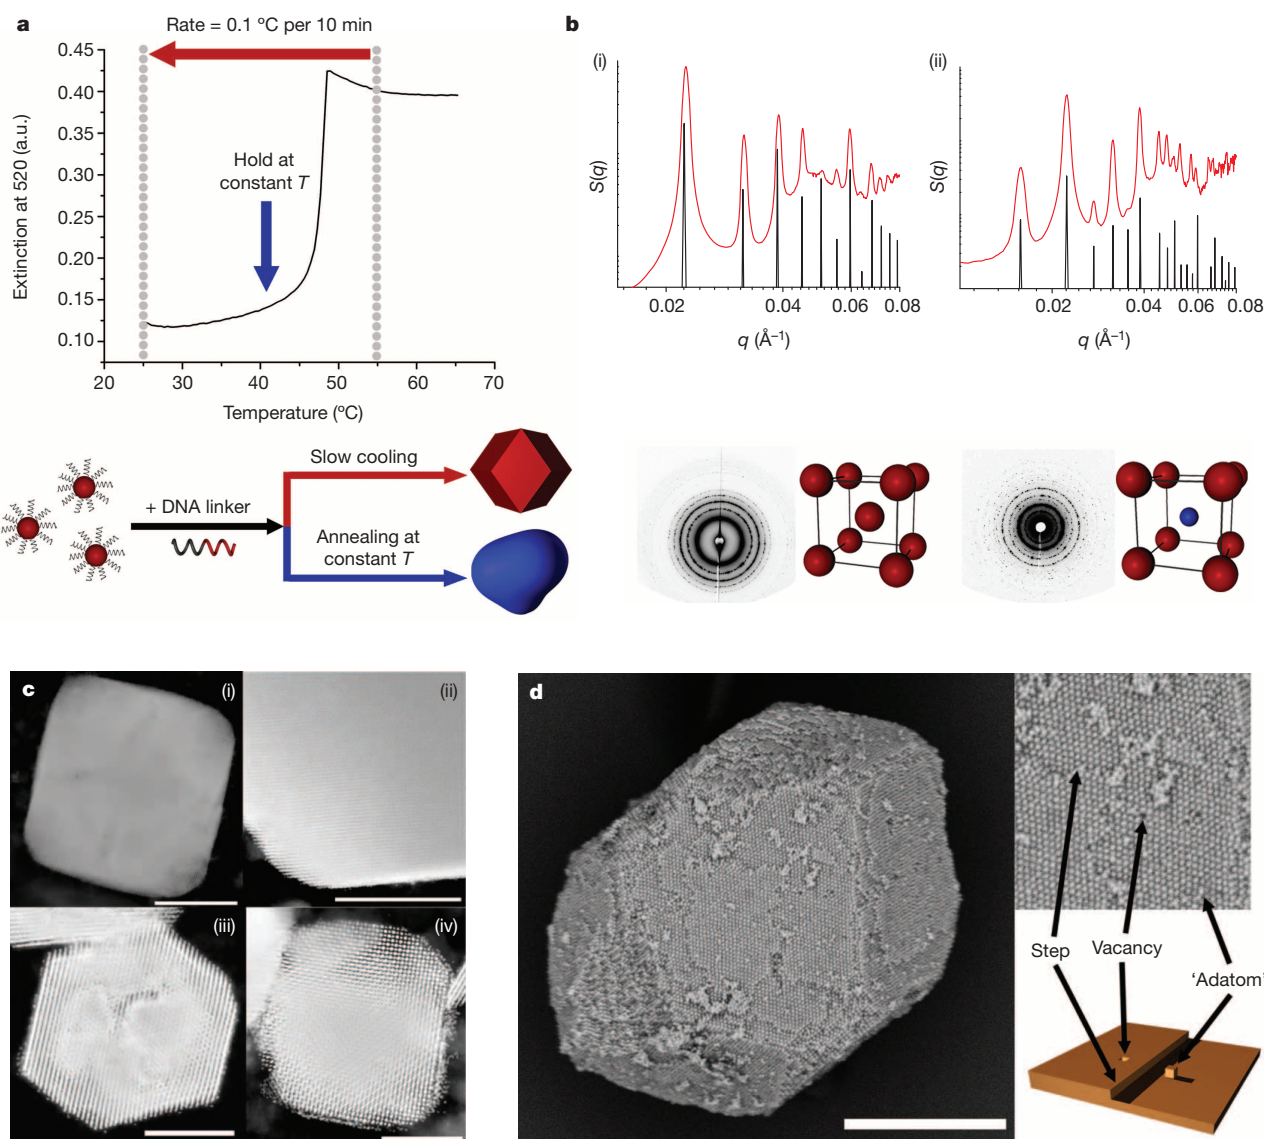 a
Rate = 0.1 ºC per 10 min
0.45
0.40
0.35
0.30
0.25
0.20
0.15
0.10
Extinction at 520 (a.u.)
Hold at
constant T
20 30 40 50 60 70
Temperature (ºC)
+ DNA linker
Slow cooling
Annealing at
constant T
b
(i)
S(q)
0.02 0.04 0.06 0.08
q (Å–1)
(ii)
S(q)
0.02 0.04 0.06 0.08
q (Å–1)
c
(i)
(ii)
(iii)
(iv)
d
Step
Vacancy
‘Adatom’